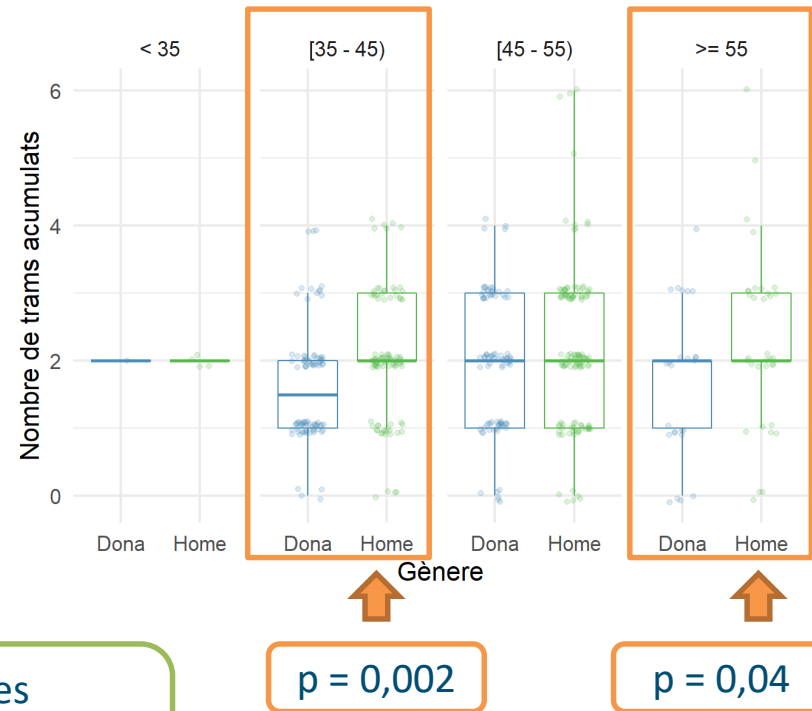 < 35 [35 - 45) [45 - 55) >= 55
Nombre de trams acumulats
6
4
2
0
Dona Home Dona Home Dona Home Dona Home
Gènere
p = 0,002 p = 0,04